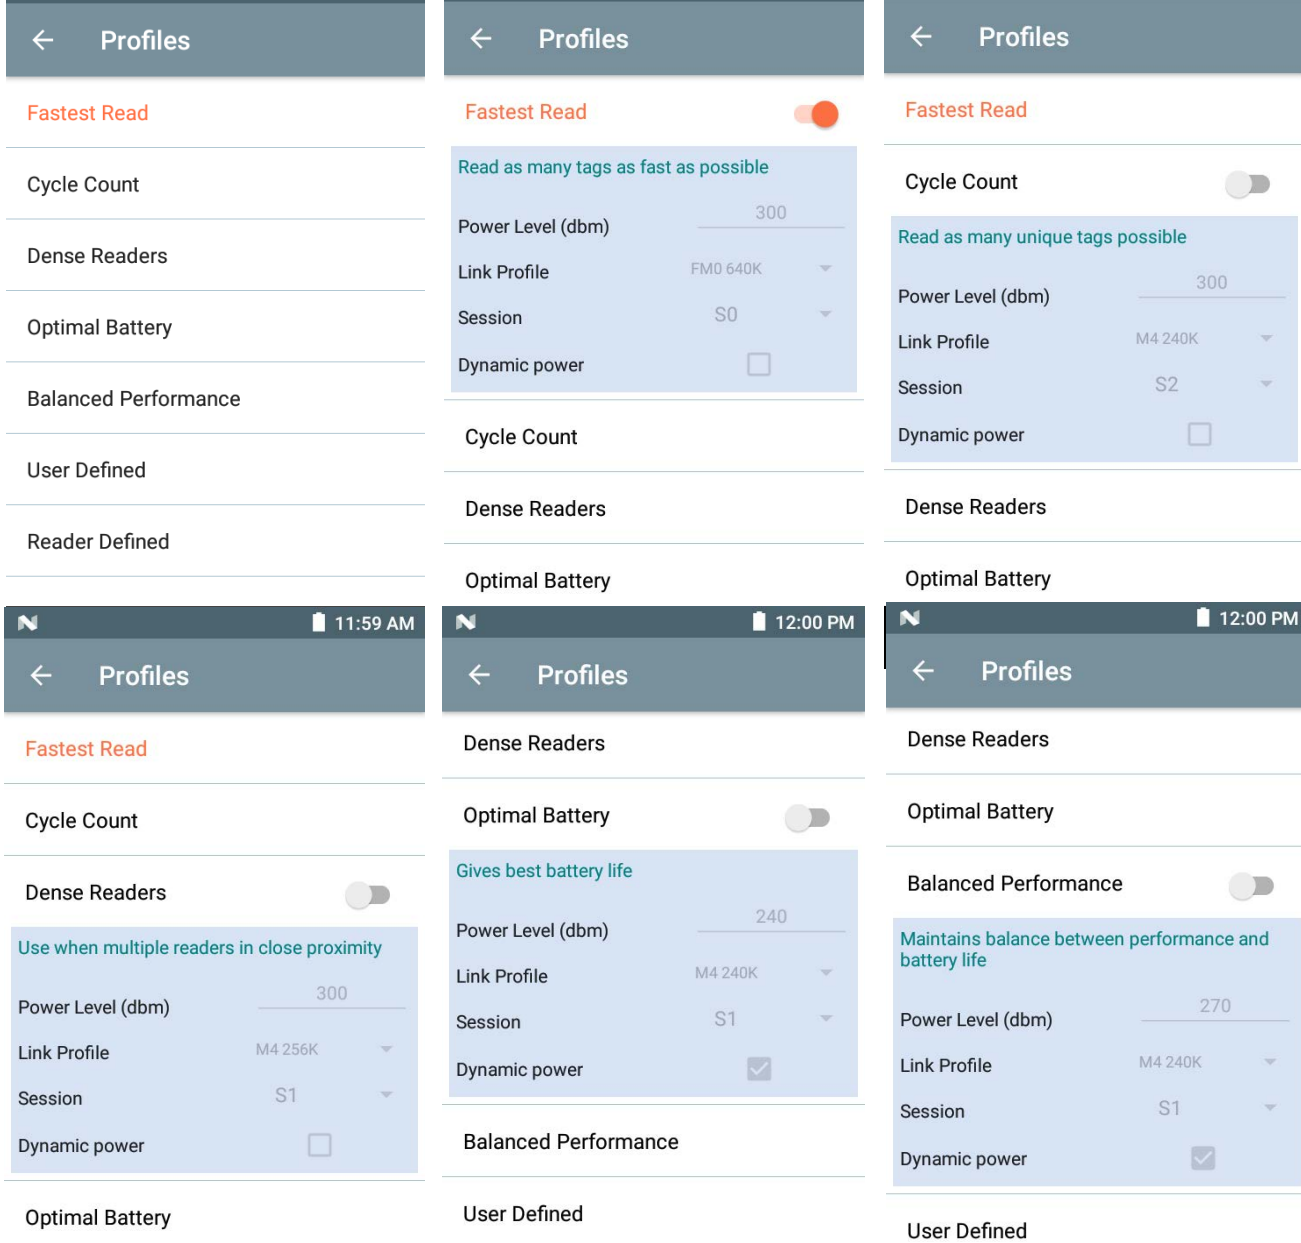 Profiles
Fastest Read
Cycle Count
Dense Readers
Optimal Battery
Balanced Performance
User Defined
Reader Defined
Profiles
Fastest Read
Read as many tags as fast as possible
Power Level (dbm) 300
Link Profile FM0 640K
Session S0
Dynamic power
Cycle Count
Dense Readers
Optimal Battery
Profiles
Fastest Read
Cycle Count
Read as many unique tags possible
Power Level (dbm) 300
Link Profile M4 240K
Session S2
Dynamic power
Dense Readers
Optimal Battery
11:59 AM
Profiles
Fastest Read
Cycle Count
Dense Readers
Use when multiple readers in close proximity
Power Level (dbm) 300
Link Profile M4 256K
Session S1
Dynamic power
Optimal Battery
12:00 PM
Profiles
Dense Readers
Optimal Battery
Gives best battery life
Power Level (dbm) 240
Link Profile M4 240K
Session S1
Dynamic power
Balanced Performance
User Defined
12:00 PM
Profiles
Dense Readers
Optimal Battery
Balanced Performance
Maintains balance between performance and
battery life
Power Level (dbm) 270
Link Profile M4 240K
Session S1
Dynamic power
User Defined